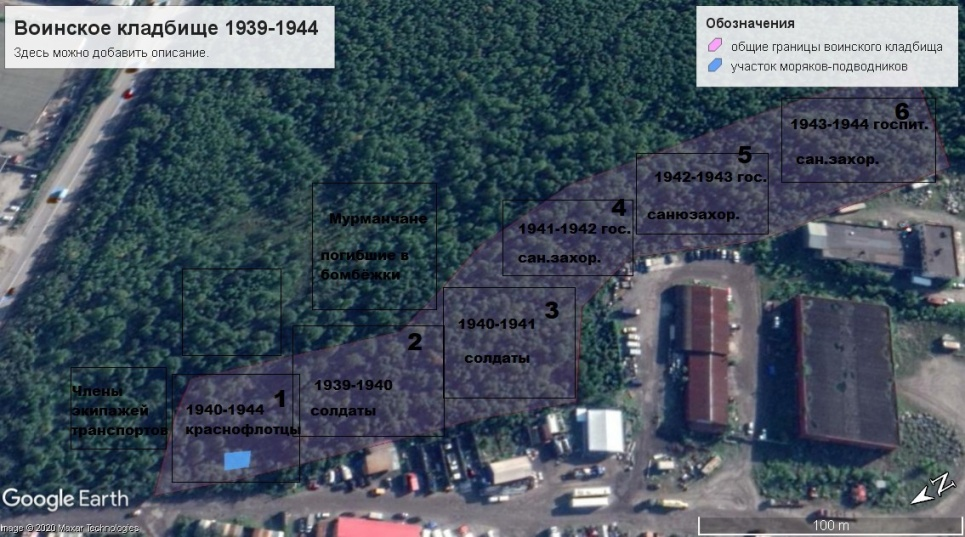 Воинское кладбище 1939-1944
Здесь можно добавить описание.
Обозначения
общие границы воинского кладбища
участок моряков-подводников
6
1943-1944 госпит.
сан.захор.
5
1942-1943 гос.
санюзахор.
4
1941-1942 гос.
сан.захор.
Мурманчане
погибшие в
бомбёжки
3
1940-1941
солдаты
2
1939-1940
солдаты
1
1940-1944
краснофлотцы
Члены
экипажей
транспортов
Google Earth
Image © 2020 Maxar Technologies
100 m
N